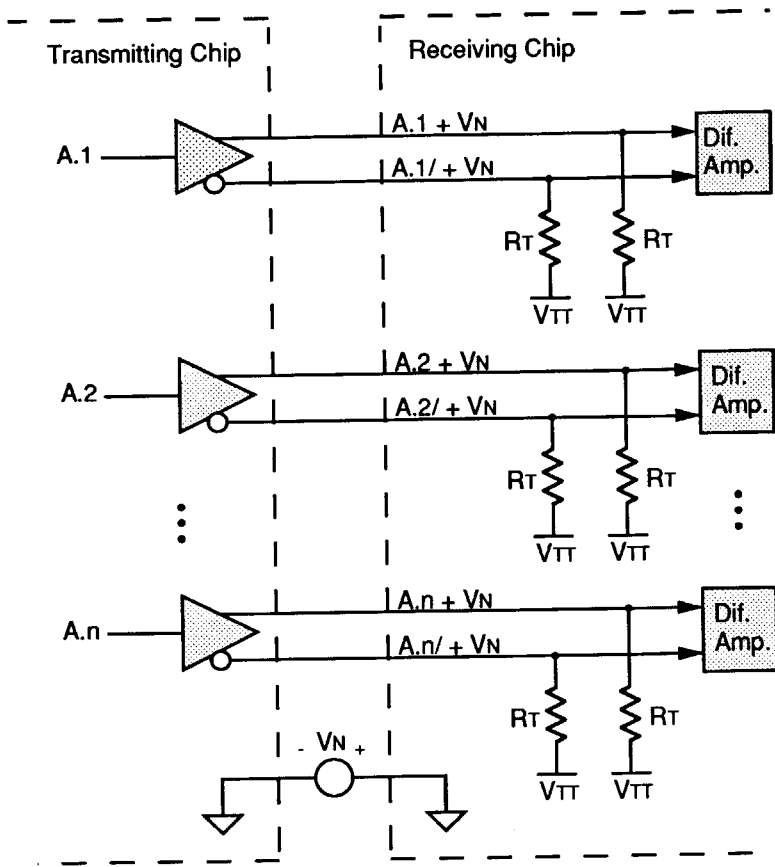 Transmitting Chip
Receiving Chip
A.1
A.1 + VN
A.1/ + VN
Dif.
Amp.
RT
RT
VTT
VTT
A.2
A.2 + VN
A.2/ + VN
Dif.
Amp.
RT
RT
VTT
VTT
A.n
A.n + VN
A.n/ + VN
Dif.
Amp.
RT
RT
VTT
VTT
- VN +